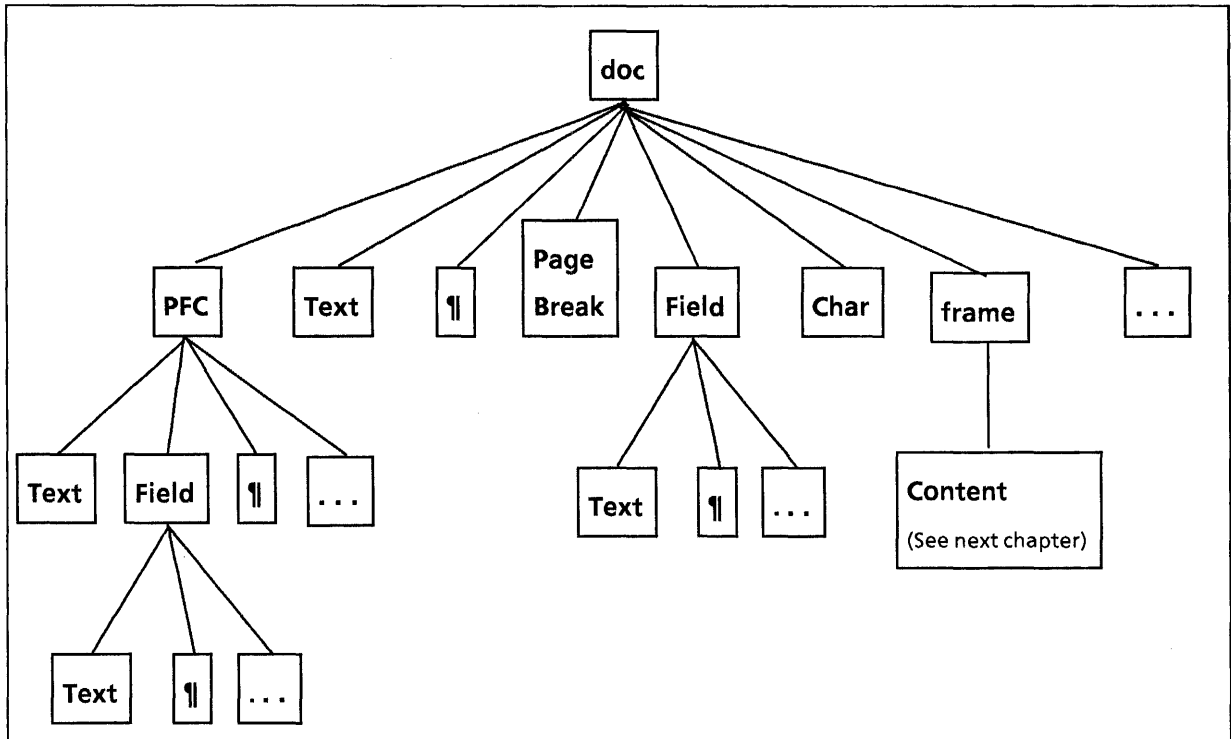 doc
PFC
Text
¶
Page
Break
Field
Char
frame
...
Text
Field
¶
...
Text
¶
...
Content
(See next chapter)
Text
¶
...